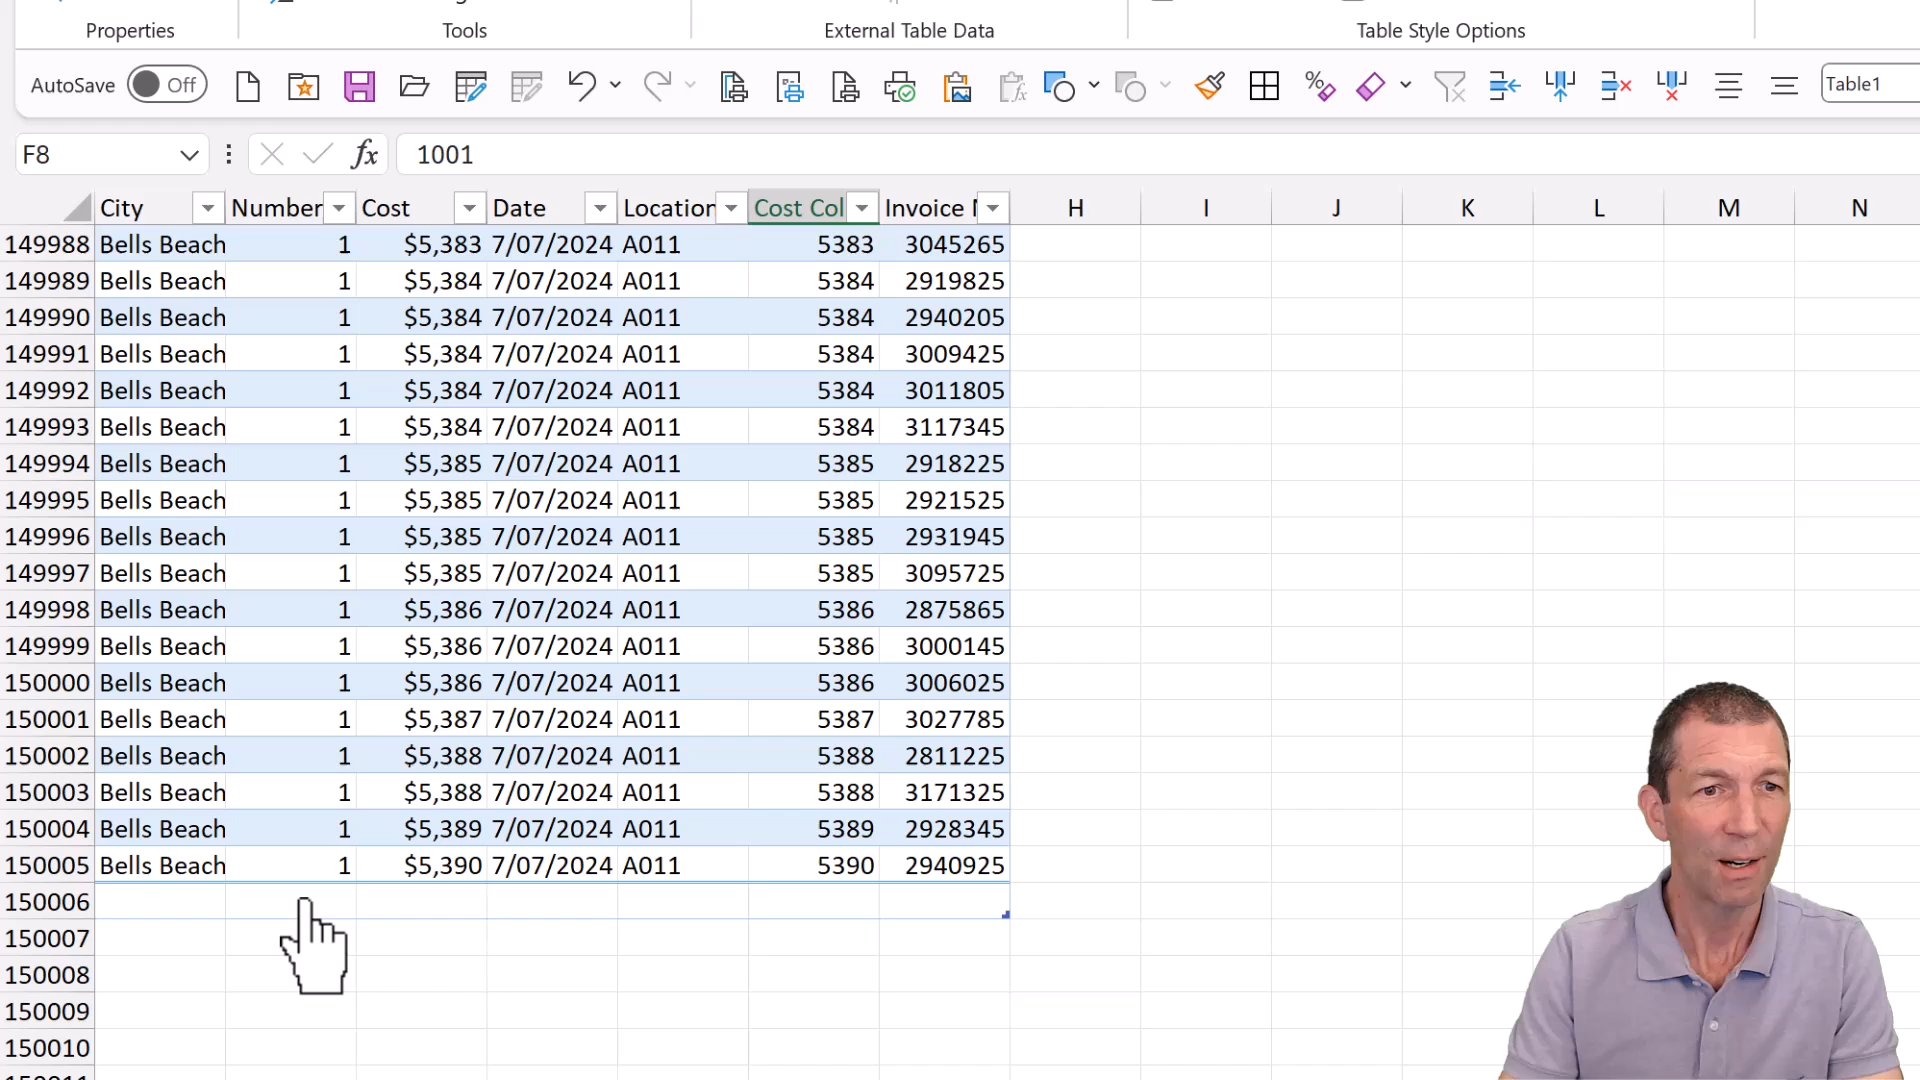 Properties Tools External Table Data Table Style Options
AutoSave Off Table1
F8 fx 1001
City Number Cost Date Location Cost Col Invoice N H I J K L M N
149988 Bells Beach 1 $5,383 7/07/2024 A011 5383 3045265
149989 Bells Beach 1 $5,384 7/07/2024 A011 5384 2919825
149990 Bells Beach 1 $5,384 7/07/2024 A011 5384 2940205
149991 Bells Beach 1 $5,384 7/07/2024 A011 5384 3009425
149992 Bells Beach 1 $5,384 7/07/2024 A011 5384 3011805
149993 Bells Beach 1 $5,384 7/07/2024 A011 5384 3117345
149994 Bells Beach 1 $5,385 7/07/2024 A011 5385 2918225
149995 Bells Beach 1 $5,385 7/07/2024 A011 5385 2921525
149996 Bells Beach 1 $5,385 7/07/2024 A011 5385 2931945
149997 Bells Beach 1 $5,385 7/07/2024 A011 5385 3095725
149998 Bells Beach 1 $5,386 7/07/2024 A011 5386 2875865
149999 Bells Beach 1 $5,386 7/07/2024 A011 5386 3000145
150000 Bells Beach 1 $5,386 7/07/2024 A011 5386 3006025
150001 Bells Beach 1 $5,387 7/07/2024 A011 5387 3027785
150002 Bells Beach 1 $5,388 7/07/2024 A011 5388 2811225
150003 Bells Beach 1 $5,388 7/07/2024 A011 5388 3171325
150004 Bells Beach 1 $5,389 7/07/2024 A011 5389 2928345
150005 Bells Beach 1 $5,390 7/07/2024 A011 5390 2940925
150006
150007
150008
150009
150010